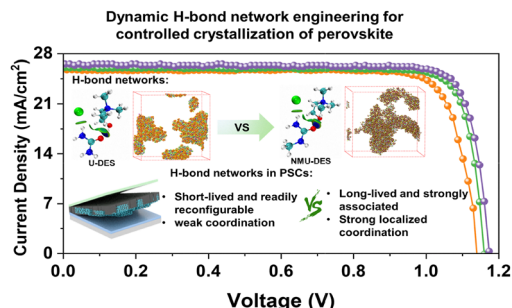 Dynamic H-bond network engineering for
controlled crystallization of perovskite
Current Density (mA/cm²)
28
21
14
7
0
H-bond networks:
U-DES
VS
NMU-DES
H-bond networks in PSCs:
• Short-lived and readily
reconfigurable
• weak coordination
VS
• Long-lived and strongly
associated
• Strong localized
coordination
0.0 0.2 0.4 0.6 0.8 1.0 1.2
Voltage (V)